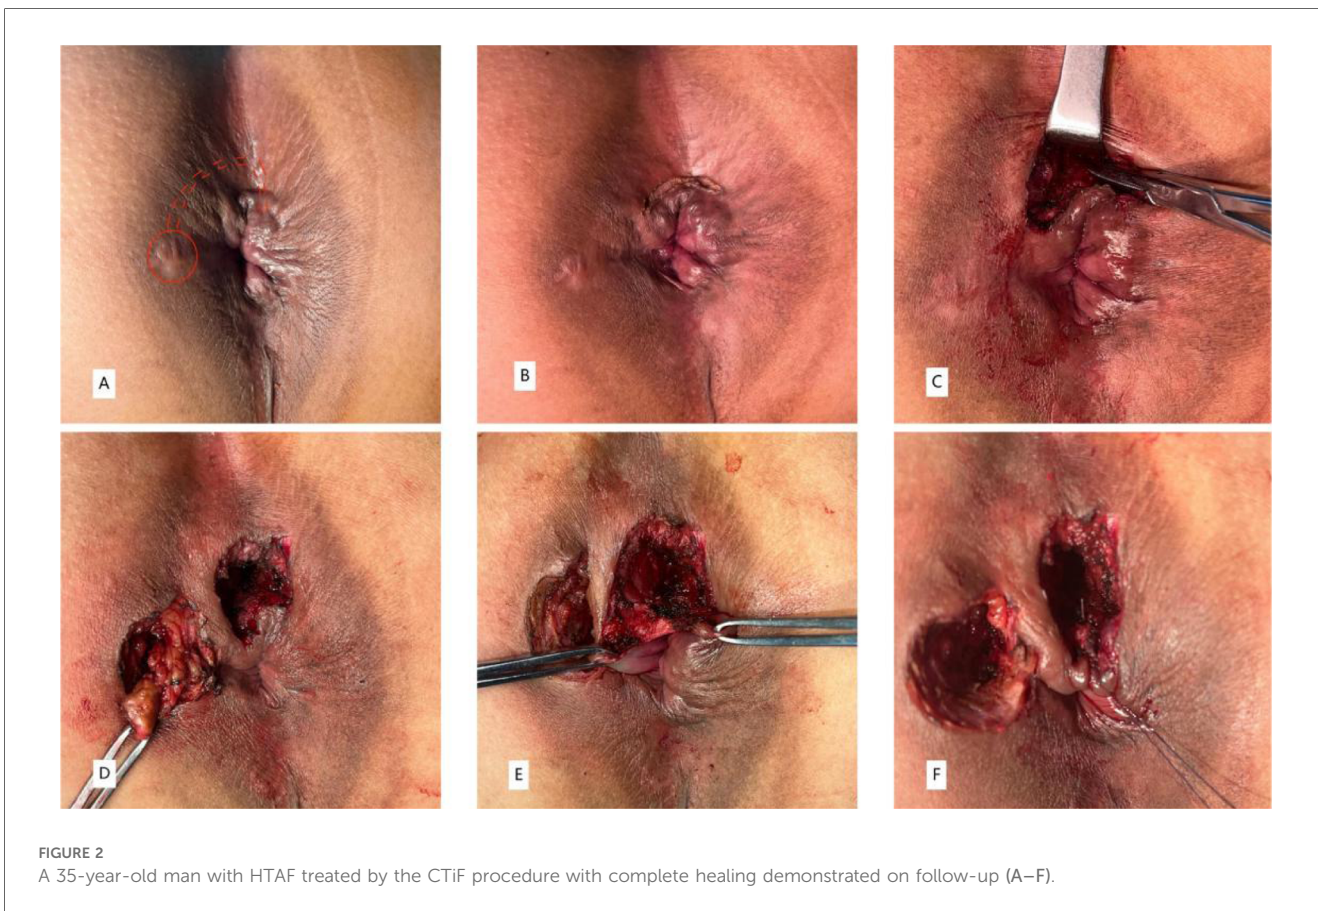 A
B
C
D
E
F
FIGURE 2
A 35-year-old man with HTAF treated by the CTiF procedure with complete healing demonstrated on follow-up (A–F).